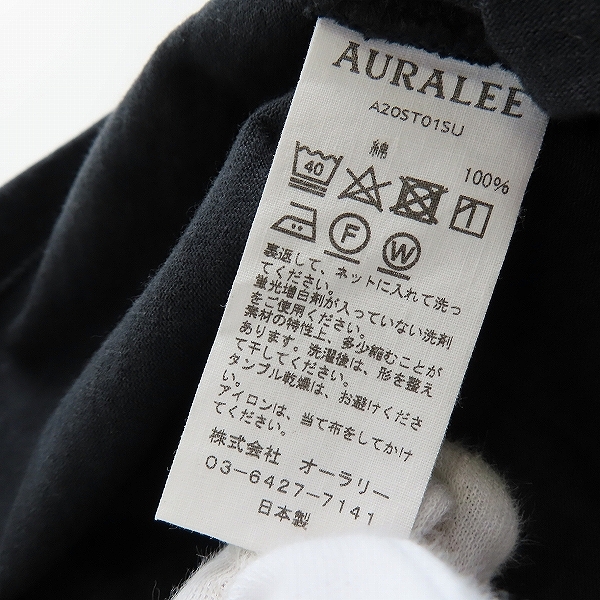 AURALEE
A20ST01SU
綿 100%
40
F W
裏返して、ネットに入れて洗っ
てください。
蛍光増白剤が入っていない洗剤
をご使用ください。
素材の特性上、多少縮むことが
あります。洗濯後は、形を整え
て干してください。
タンブル乾燥は、お避けくださ
い。
アイロンは、当て布をしてかけ
てください。
株式会社 オーラリー
03-6427-7141
日本製